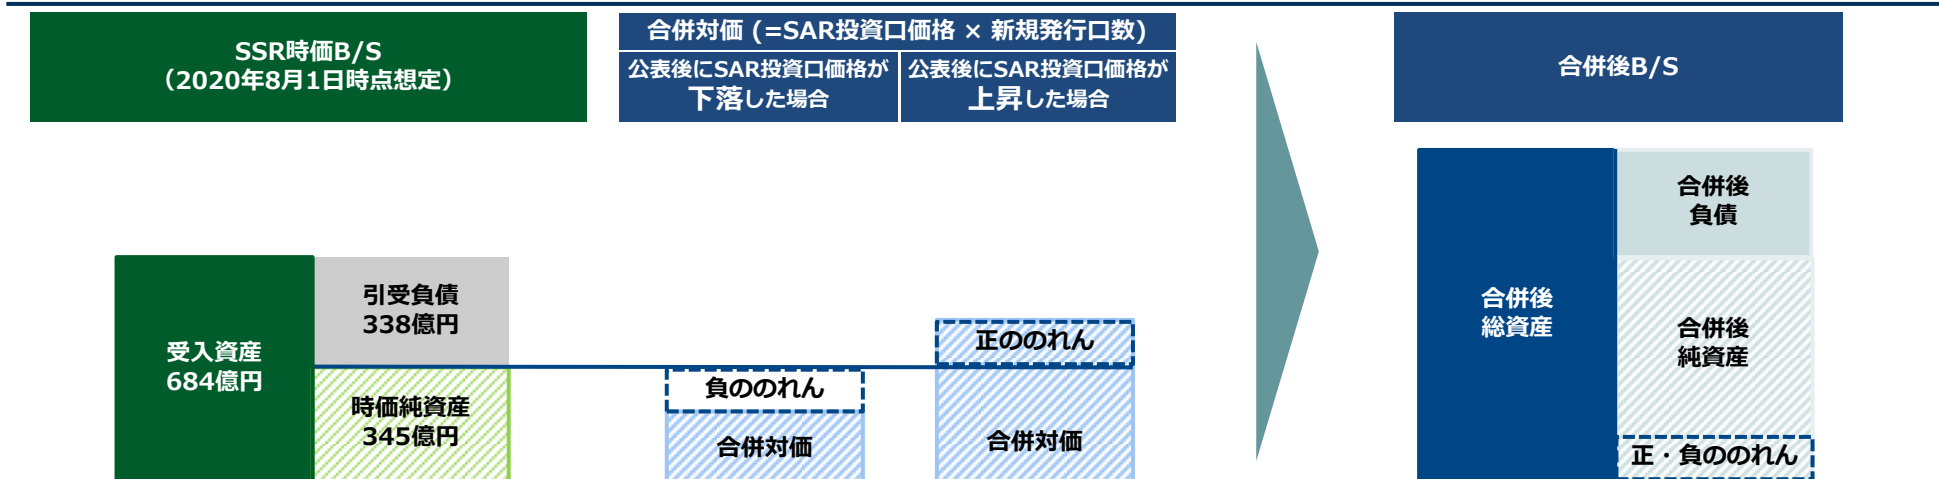 SSR時価B/S
（2020年8月1日時点想定）
合併対価 (=SAR投資口価格 × 新規発行口数)
公表後にSAR投資口価格が
下落した場合
公表後にSAR投資口価格が
上昇した場合
合併後B/S
受入資産
684億円
引受負債
338億円
時価純資産
345億円
負ののれん
合併対価
正ののれん
合併対価
合併後
総資産
合併後
負債
合併後
純資産
正・負ののれん